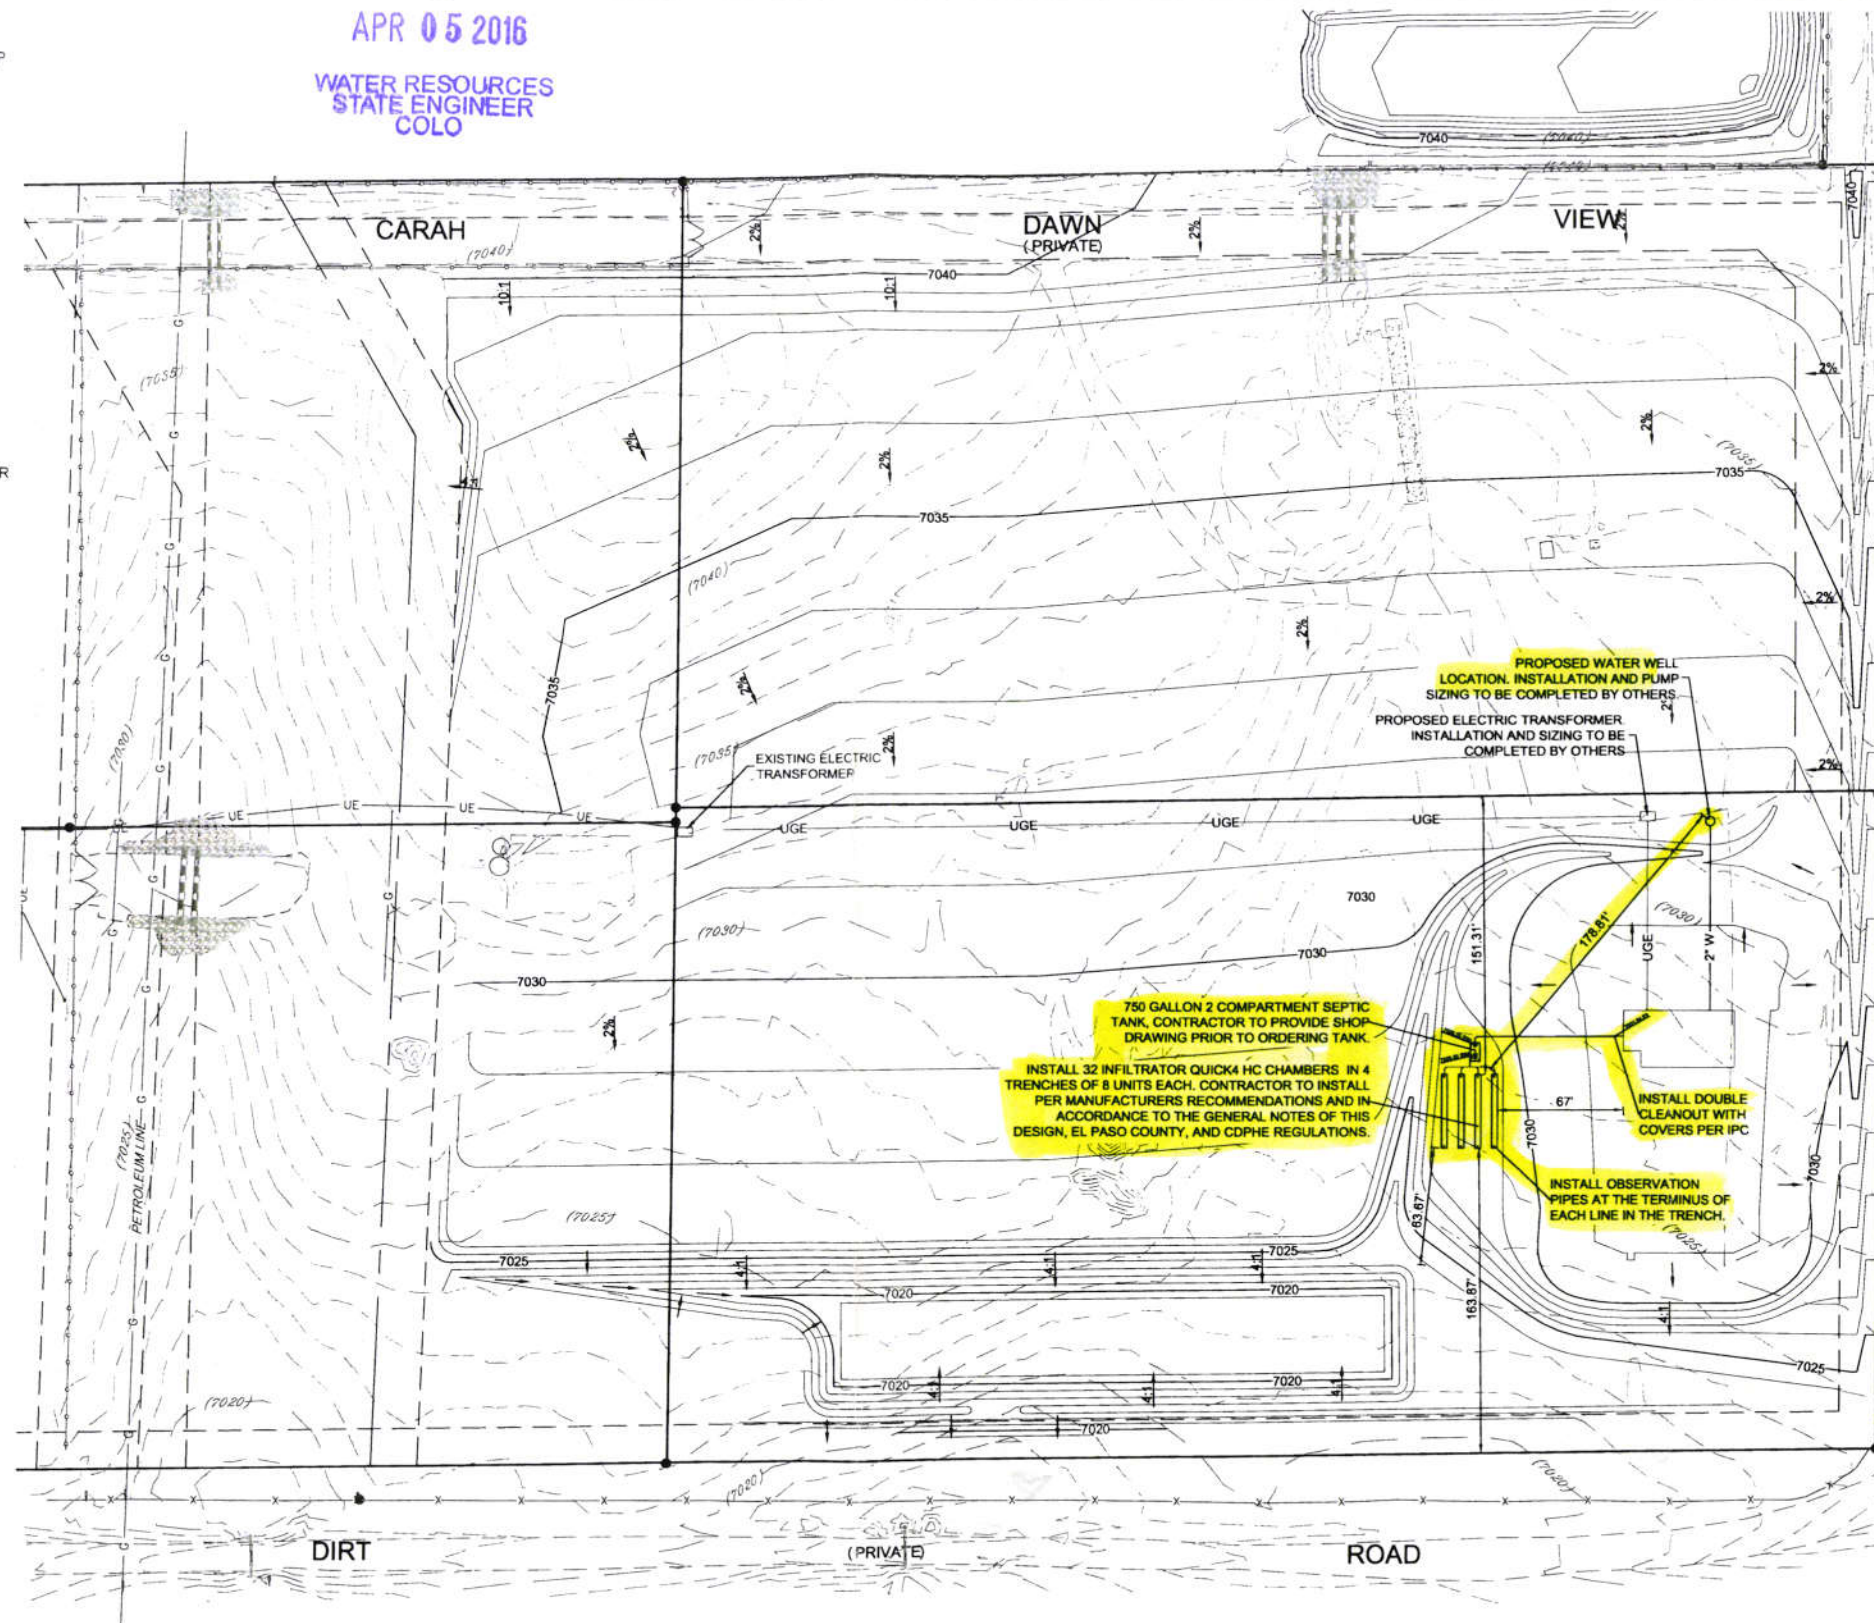 APR 05 2016
WATER RESOURCES
STATE ENGINEER
COLO
7040
(7040)
7040
CARAH
DAWN
(PRIVATE)
VIEW
2%
2%
2%
(7040)
7040
10:1
10:1
(7035)
2%
2%
2%
2%
(7035)
7035
7035
(7040)
2%
2%
PROPOSED WATER WELL
LOCATION. INSTALLATION AND PUMP
SIZING TO BE COMPLETED BY OTHERS.
7035
2%
2%
PROPOSED ELECTRIC TRANSFORMER.
INSTALLATION AND SIZING TO BE
COMPLETED BY OTHERS
(7030)
(7035)
2%
EXISTING ELECTRIC
TRANSFORMER
2%
UE
UE
UE
UE
UGE
UGE
UGE
UGE
7030
(7030)
(7030)
178.81'
151.31'
UGE
2" W
7030
7030
2%
750 GALLON 2 COMPARTMENT SEPTIC
TANK, CONTRACTOR TO PROVIDE SHOP
DRAWING PRIOR TO ORDERING TANK.
INSTALL 32 INFILTRATOR QUICK4 HC CHAMBERS IN 4
TRENCHES OF 8 UNITS EACH. CONTRACTOR TO INSTALL
PER MANUFACTURERS RECOMMENDATIONS AND IN
ACCORDANCE TO THE GENERAL NOTES OF THIS
DESIGN, EL PASO COUNTY, AND CDPHE REGULATIONS.
67'
INSTALL DOUBLE
CLEANOUT WITH
COVERS PER IPC
7030
7030
(7025)
PETROLEUM LINE
G
INSTALL OBSERVATION
PIPES AT THE TERMINUS OF
EACH LINE IN THE TRENCH.
63.67'
(7025)
(7025)
7025
7025
4:1
4:1
4:1
7020
7020
163.87'
4:1
7025
7020
7020
4:1
4:1
4:1
(7020)
7020
(7020)
(7020)
DIRT
(PRIVATE)
ROAD